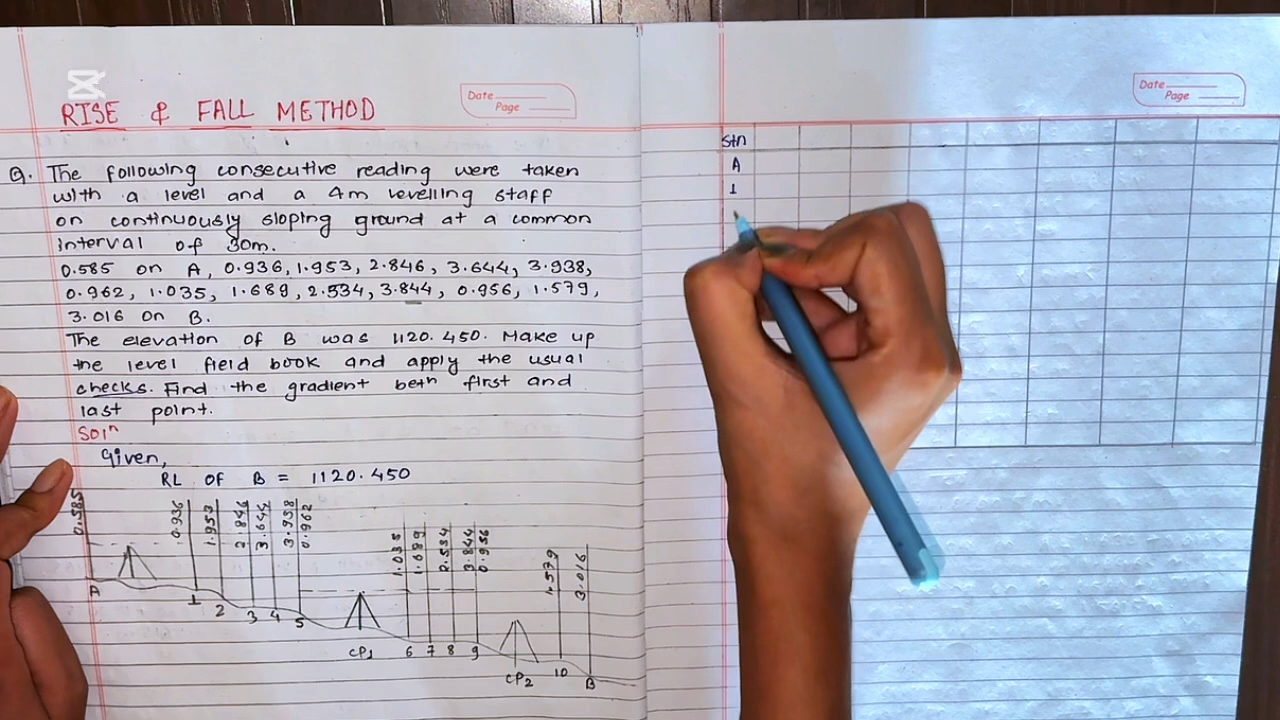 RISE & FALL METHOD
Date
Page
Q. The following consecutive reading were taken
with a level and a 4m levelling staff
on continuously sloping ground at a common
interval of 30m.
0.585 on A, 0.936, 1.953, 2.846, 3.644, 3.938,
0.962, 1.035, 1.689, 2.534, 3.844, 0.956, 1.579,
3.016 on B.
The elevation of B was 1120.450. Make up
the level field book and apply the usual
checks. Find the gradient betn first and
last point.
Soln
Given,
RL OF B = 1120.450
0.585
0.936
1.953
2.846
3.644
3.938
0.962
1.035
1.689
2.534
3.844
0.956
1.579
3.016
A
1
2
3
4
5
CP1
6
7
8
9
CP2
10
B
Date
Page
Stn
A
1